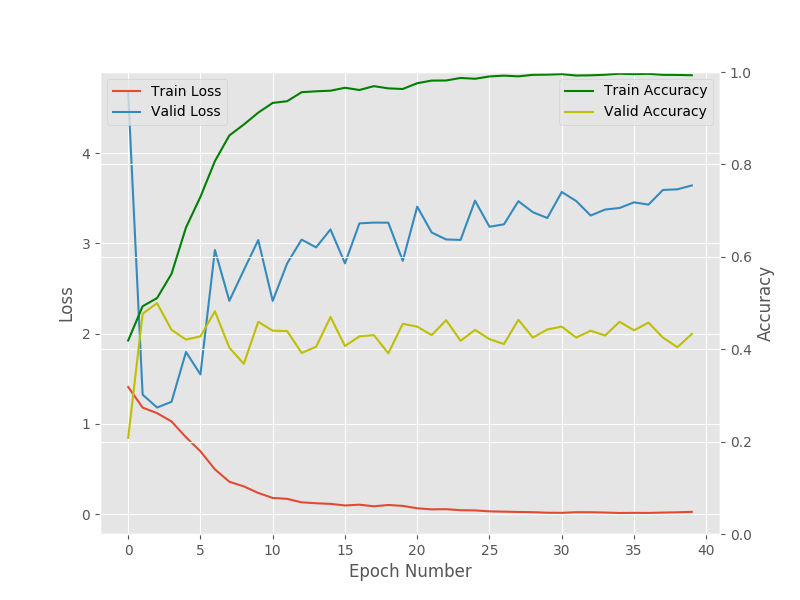 Train Loss
Valid Loss
Train Accuracy
Valid Accuracy
Loss
4
3
2
1
0
1.0
0.8
0.6
0.4
0.2
0.0
Accuracy
0 5 10 15 20 25 30 35 40
Epoch Number